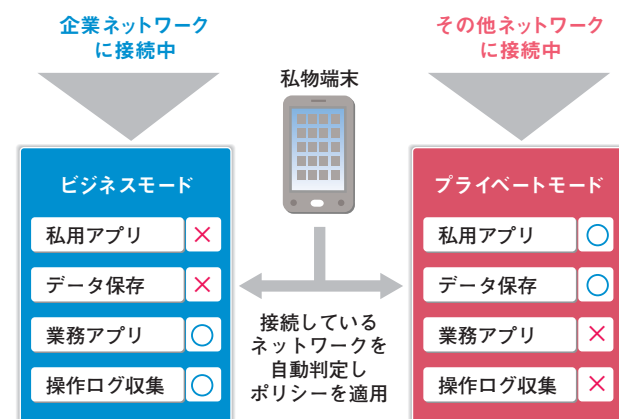 企業ネットワーク
に接続中
その他ネットワーク
に接続中
私物端末
ビジネスモード
私用アプリ ×
データ保存 ×
業務アプリ ○
操作ログ収集 ○
接続している
ネットワークを
自動判定し
ポリシーを適用
プライベートモード
私用アプリ ○
データ保存 ○
業務アプリ ×
操作ログ収集 ×